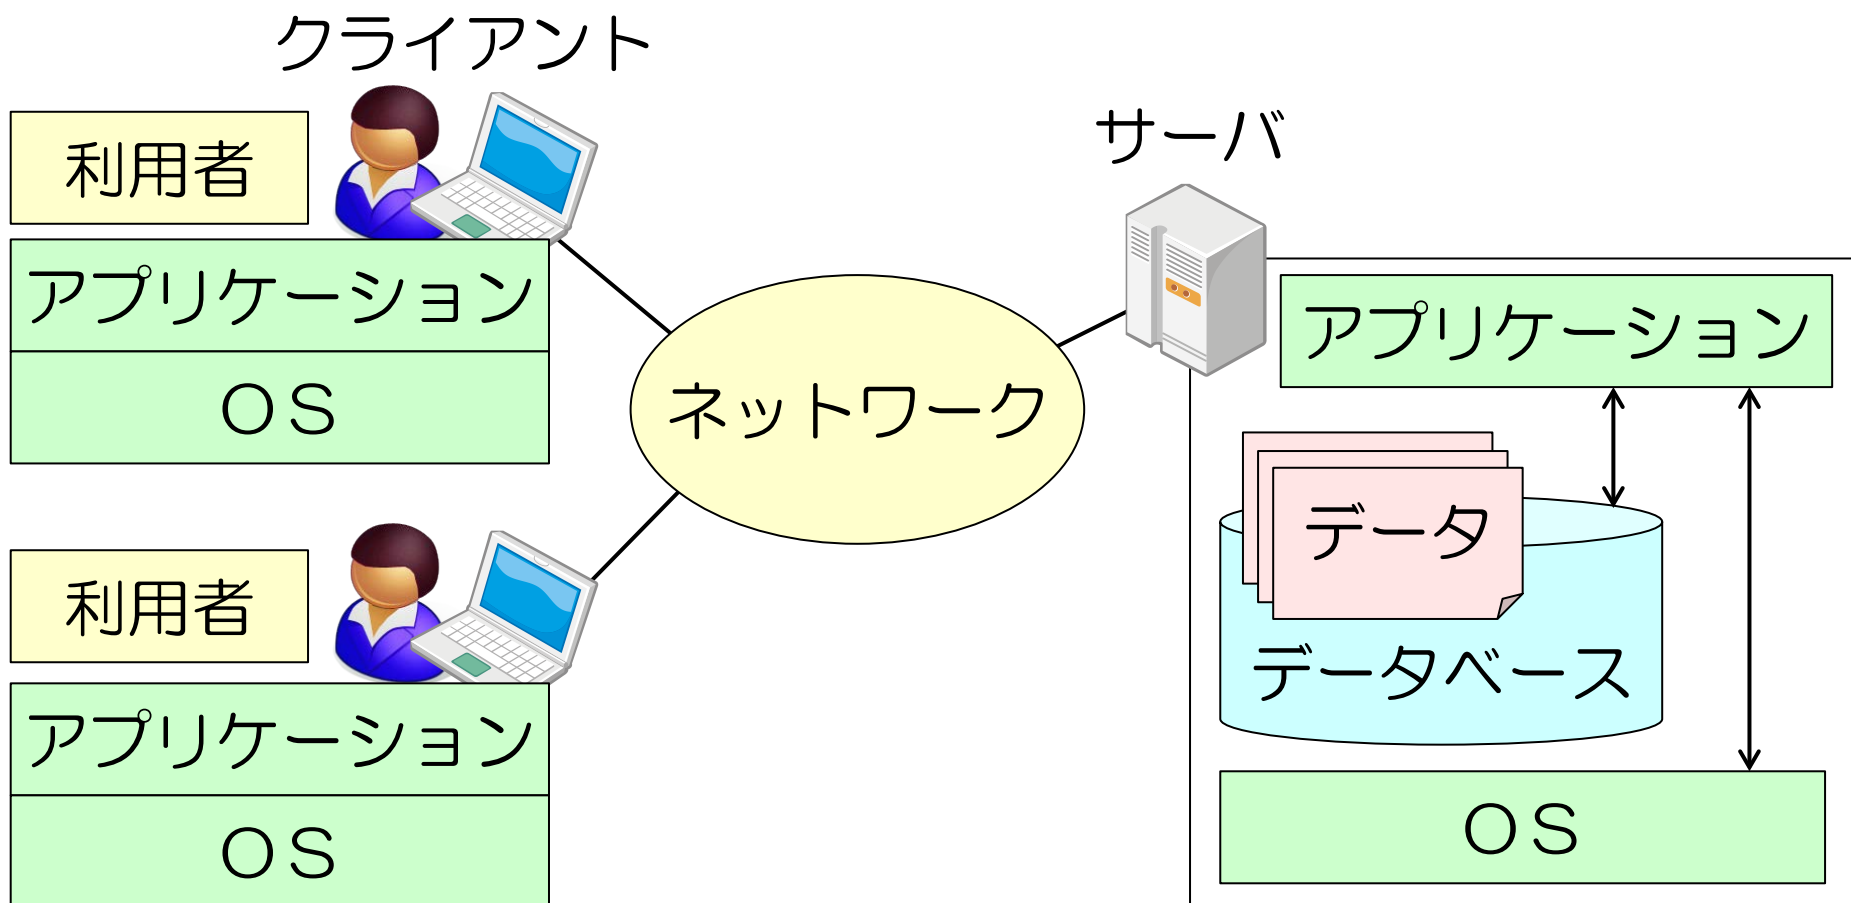 クライアント
利用者
アプリケーション
ＯＳ
利用者
アプリケーション
ＯＳ
ネットワーク
サーバ
アプリケーション
データ
データベース
ＯＳ